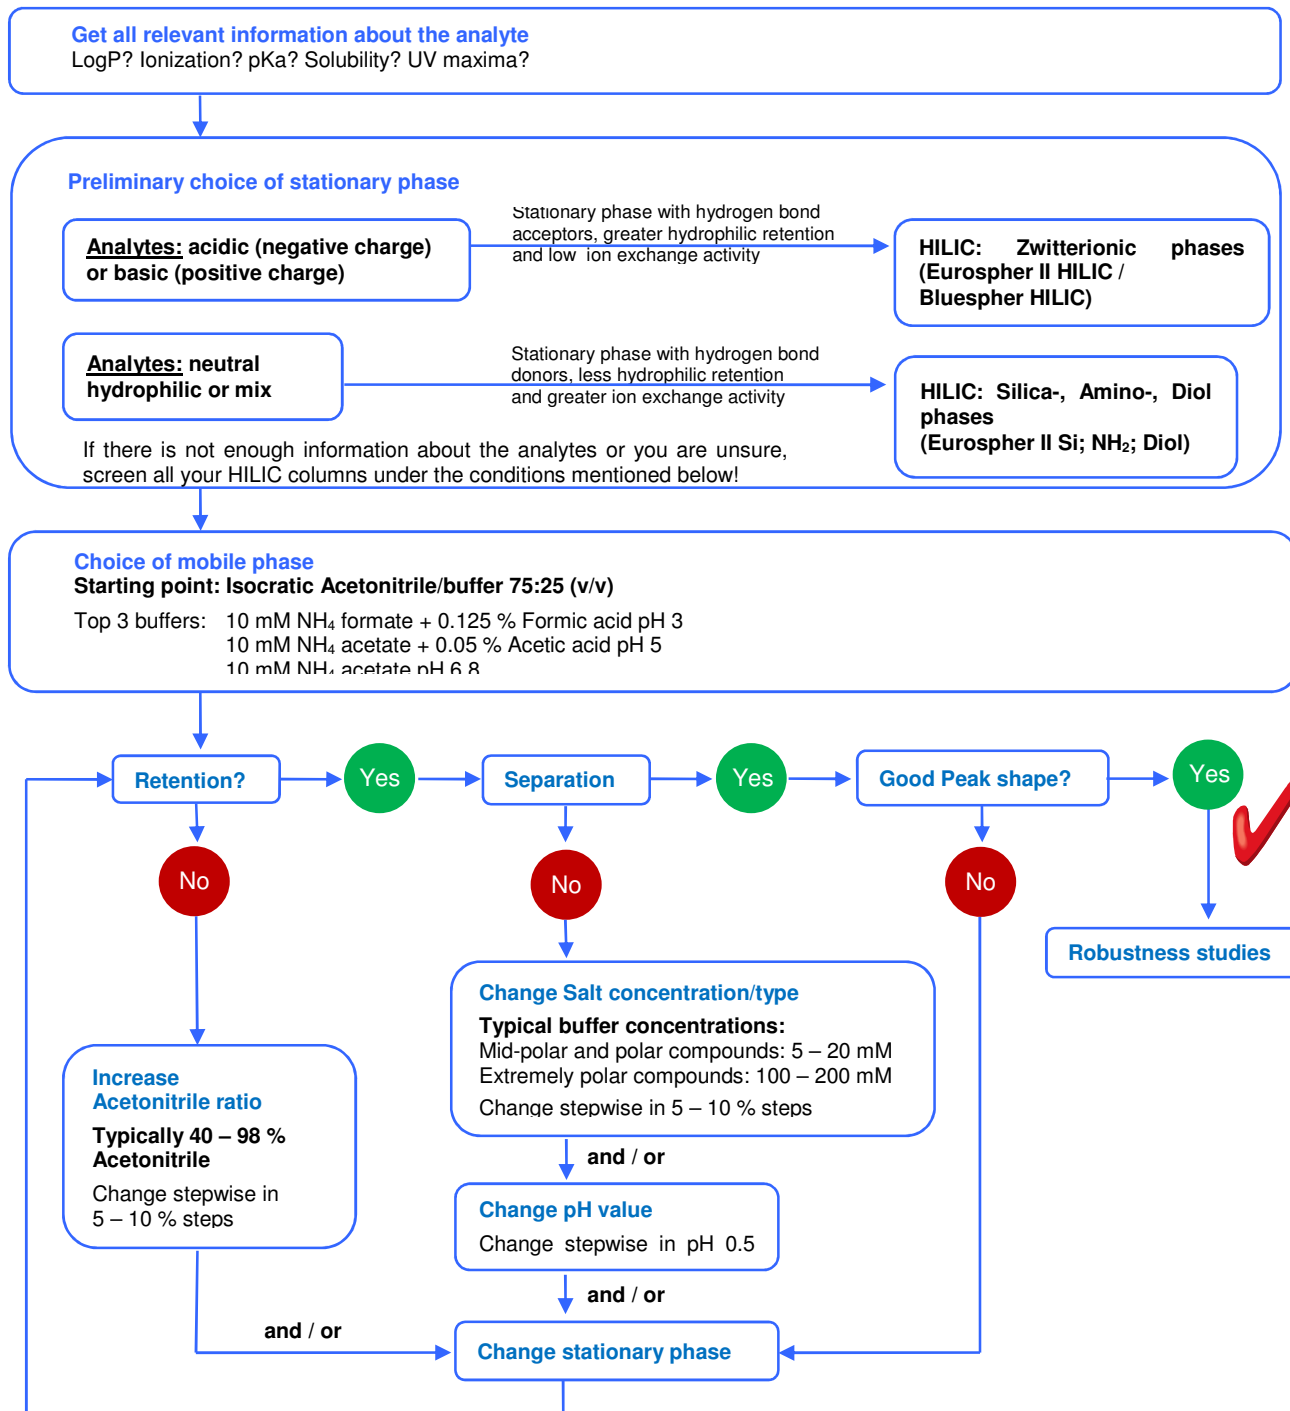 Get all relevant information about the analyte
LogP? Ionization? pKa? Solubility? UV maxima?
Preliminary choice of stationary phase
Analytes: acidic (negative charge)
or basic (positive charge)
Stationary phase with hydrogen bond
acceptors, greater hydrophilic retention
and low ion exchange activity
HILIC: Zwitterionic phases
(Eurospher II HILIC /
Bluespher HILIC)
Analytes: neutral
hydrophilic or mix
Stationary phase with hydrogen bond
donors, less hydrophilic retention
and greater ion exchange activity
HILIC: Silica-, Amino-, Diol
phases
(Eurospher II Si; NH₂; Diol)
If there is not enough information about the analytes or you are unsure,
screen all your HILIC columns under the conditions mentioned below!
Choice of mobile phase
Starting point: Isocratic Acetonitrile/buffer 75:25 (v/v)
Top 3 buffers: 10 mM NH₄ formate + 0.125 % Formic acid pH 3
10 mM NH₄ acetate + 0.05 % Acetic acid pH 5
10 mM NH₄ acetate pH 6.8
Retention?
Yes
Separation
Yes
Good Peak shape?
Yes
No
No
No
Robustness studies
Change Salt concentration/type
Typical buffer concentrations:
Mid-polar and polar compounds: 5 – 20 mM
Extremely polar compounds: 100 – 200 mM
Change stepwise in 5 – 10 % steps
Increase
Acetonitrile ratio
Typically 40 – 98 %
Acetonitrile
Change stepwise in
5 – 10 % steps
and / or
Change pH value
Change stepwise in pH 0.5
and / or
and / or
Change stationary phase